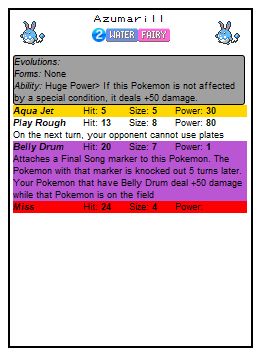 Azumarill
2 WATER FAIRY
Evolutions:
Forms: None
Ability: Huge Power> If this Pokemon is not affected
by a special condition, it deals +50 damage.
Aqua Jet Hit: 5 Size: 5 Power: 30
Play Rough Hit: 13 Size: 8 Power: 80
On the next turn, your opponent cannot use plates
Belly Drum Hit: 20 Size: 7 Power: 1
Attaches a Final Song marker to this Pokemon. The
Pokemon with that marker is knocked out 5 turns later.
Your Pokemon that have Belly Drum deal +50 damage
while that Pokemon is on the field
Miss Hit: 24 Size: 4 Power: